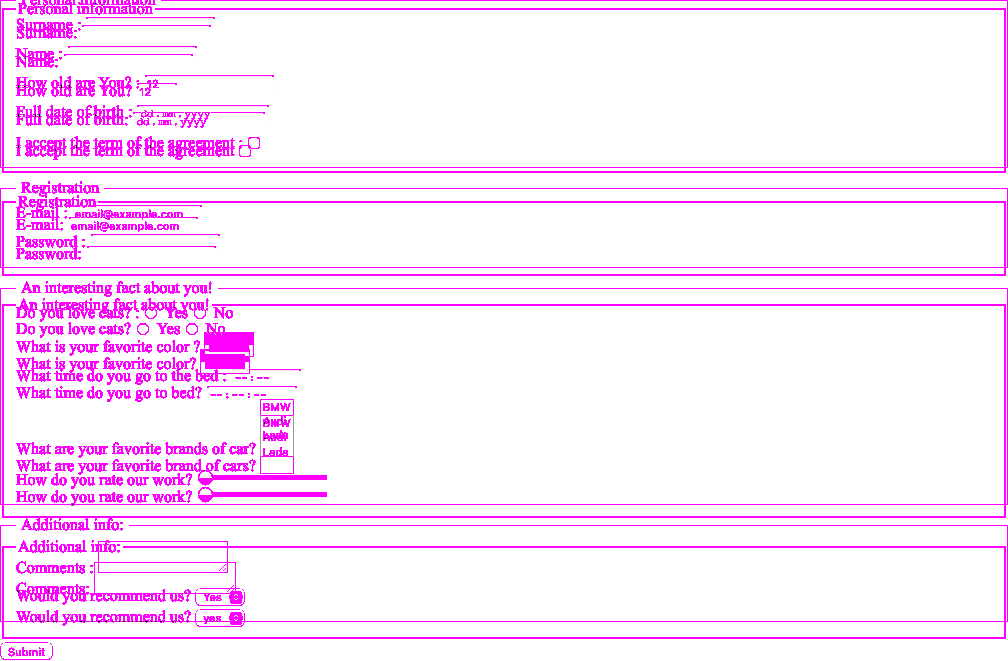 Personal information
Personal information
Surname :
Surname:
Name :
Name:
How old are You? : 12
How old are You? 12
Full date of birth : dd.mm.yyyy
Full date of birth: dd.mm.yyyy
I accept the term of the agreement :
I accept the term of the agreement
Registration
Registration
E-mail : email@example.com
E-mail: email@example.com
Password :
Password:
An interesting fact about you!
An interesting fact about you!
Do you love cats? : Yes No
Do you love cats? Yes No
What is your favorite color ?
What is your favorite color?
What time do you go to the bed : --:--
What time do you go to bed? --:--:--
BMW
Audi
BMW
Lada
Audi
Lada
What are your favorite brands of car?
What are your favorite brand of cars?
How do you rate our work?
How do you rate our work?
Additional info:
Additional info:
Comments :
Comments:
Would you recommend us? Yes
Would you recommend us? yes
Submit